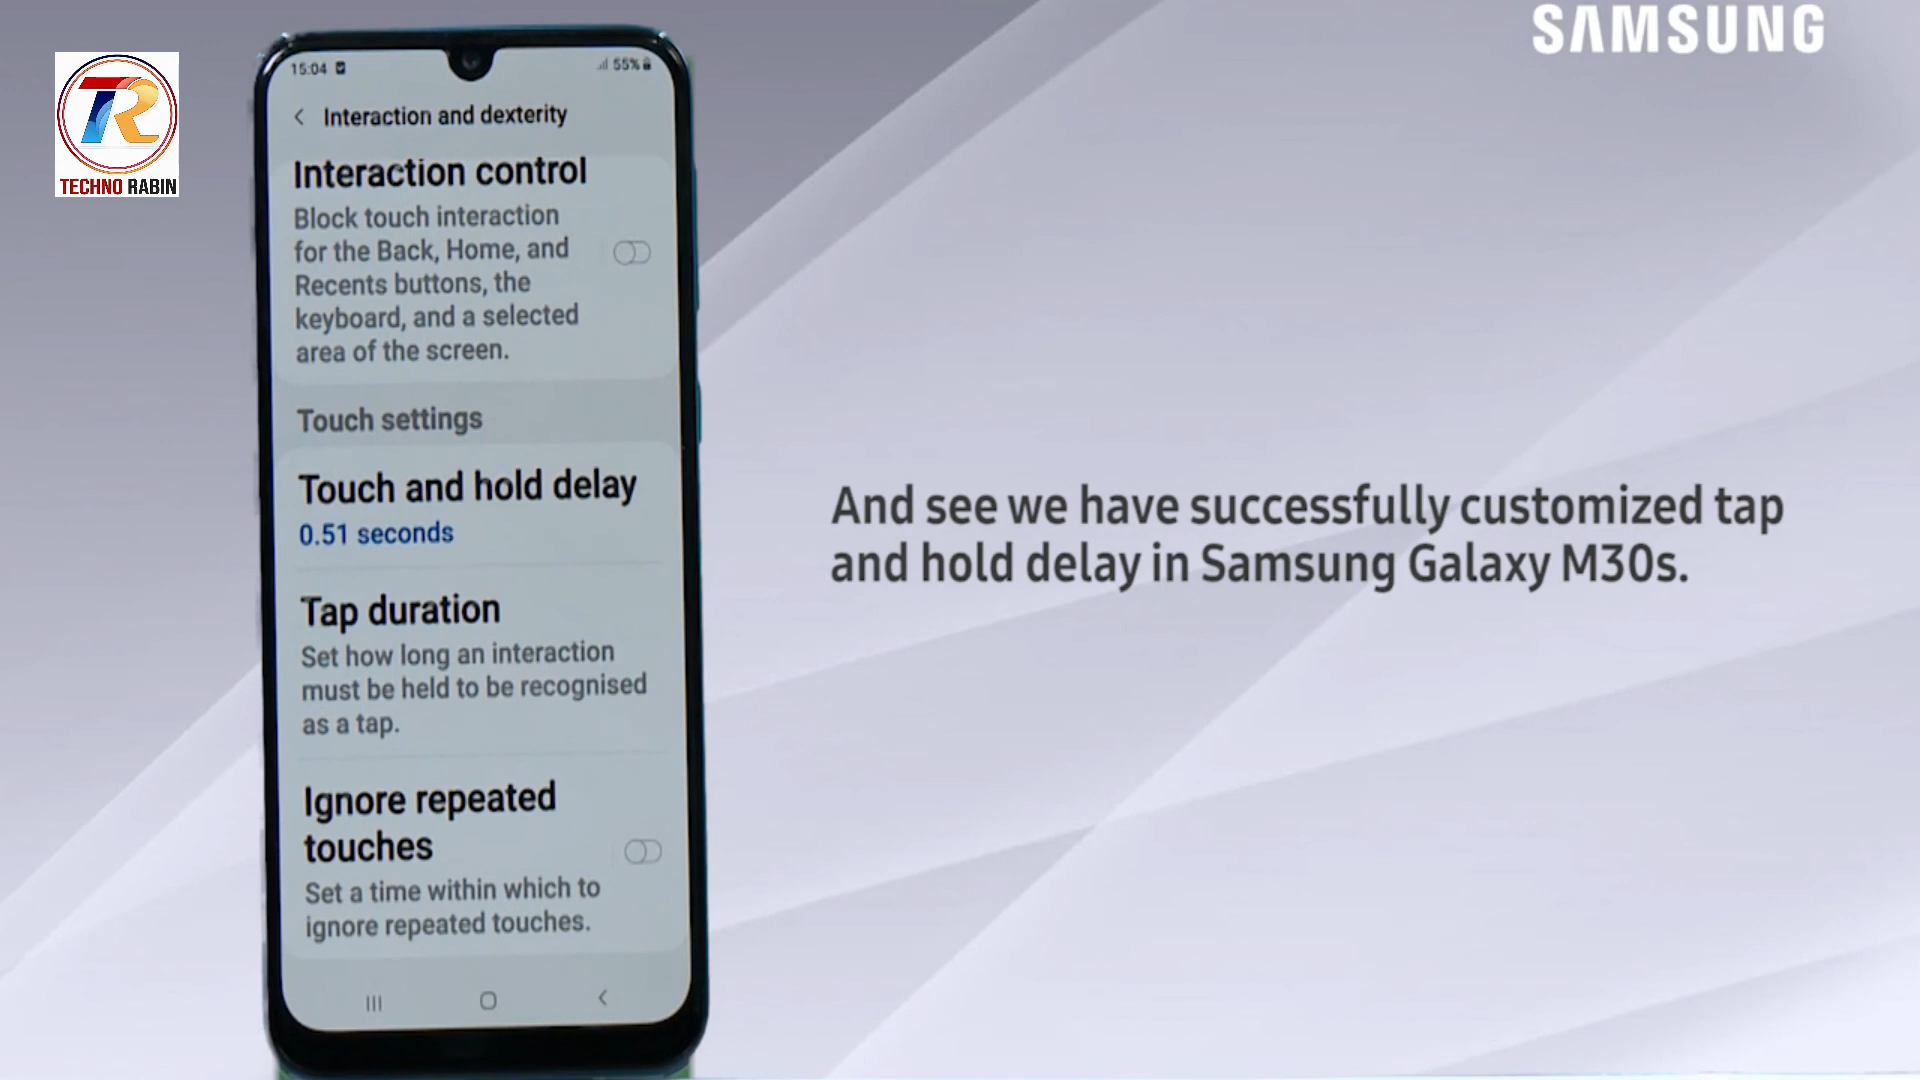 SAMSUNG
TR
TECHNO RABIN
15:04
55%
Interaction and dexterity
Interaction control
Block touch interaction
for the Back, Home, and
Recents buttons, the
keyboard, and a selected
area of the screen.
Touch settings
Touch and hold delay
0.51 seconds
Tap duration
Set how long an interaction
must be held to be recognised
as a tap.
Ignore repeated
touches
Set a time within which to
ignore repeated touches.
And see we have successfully customized tap
and hold delay in Samsung Galaxy M30s.